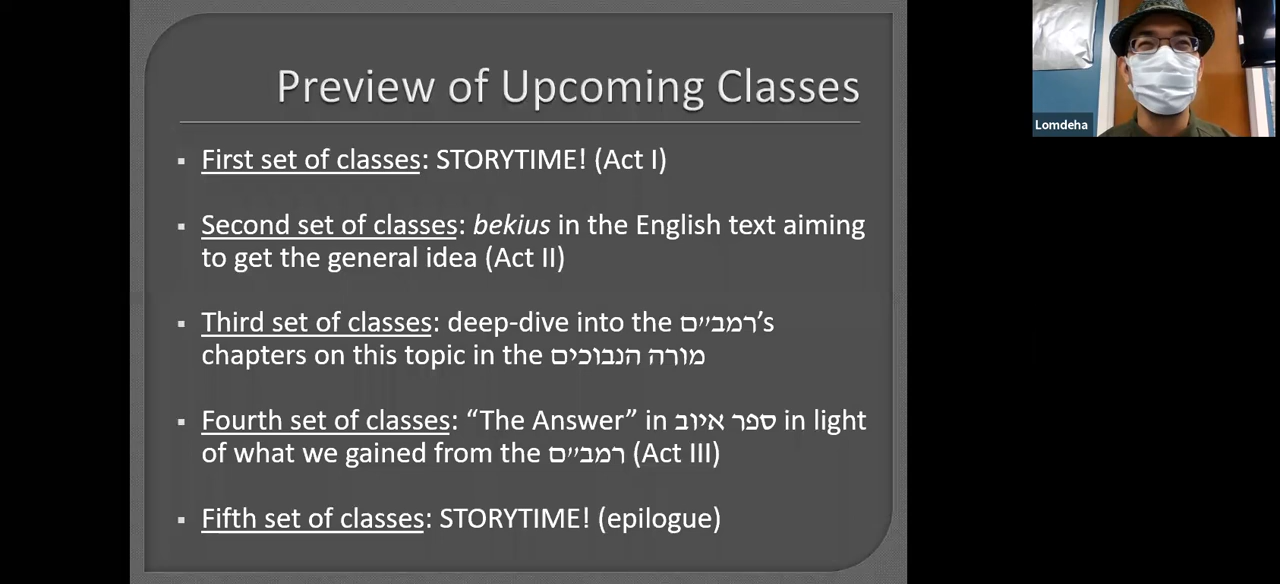 Preview of Upcoming Classes
▪ First set of classes: STORYTIME! (Act I)
▪ Second set of classes: bekius in the English text aiming
to get the general idea (Act II)
▪ Third set of classes: deep-dive into the רמב״ם's
chapters on this topic in the מורה הנבוכים
▪ Fourth set of classes: “The Answer” in ספר איוב in light
of what we gained from the רמב״ם (Act III)
▪ Fifth set of classes: STORYTIME! (epilogue)
Lomdeha